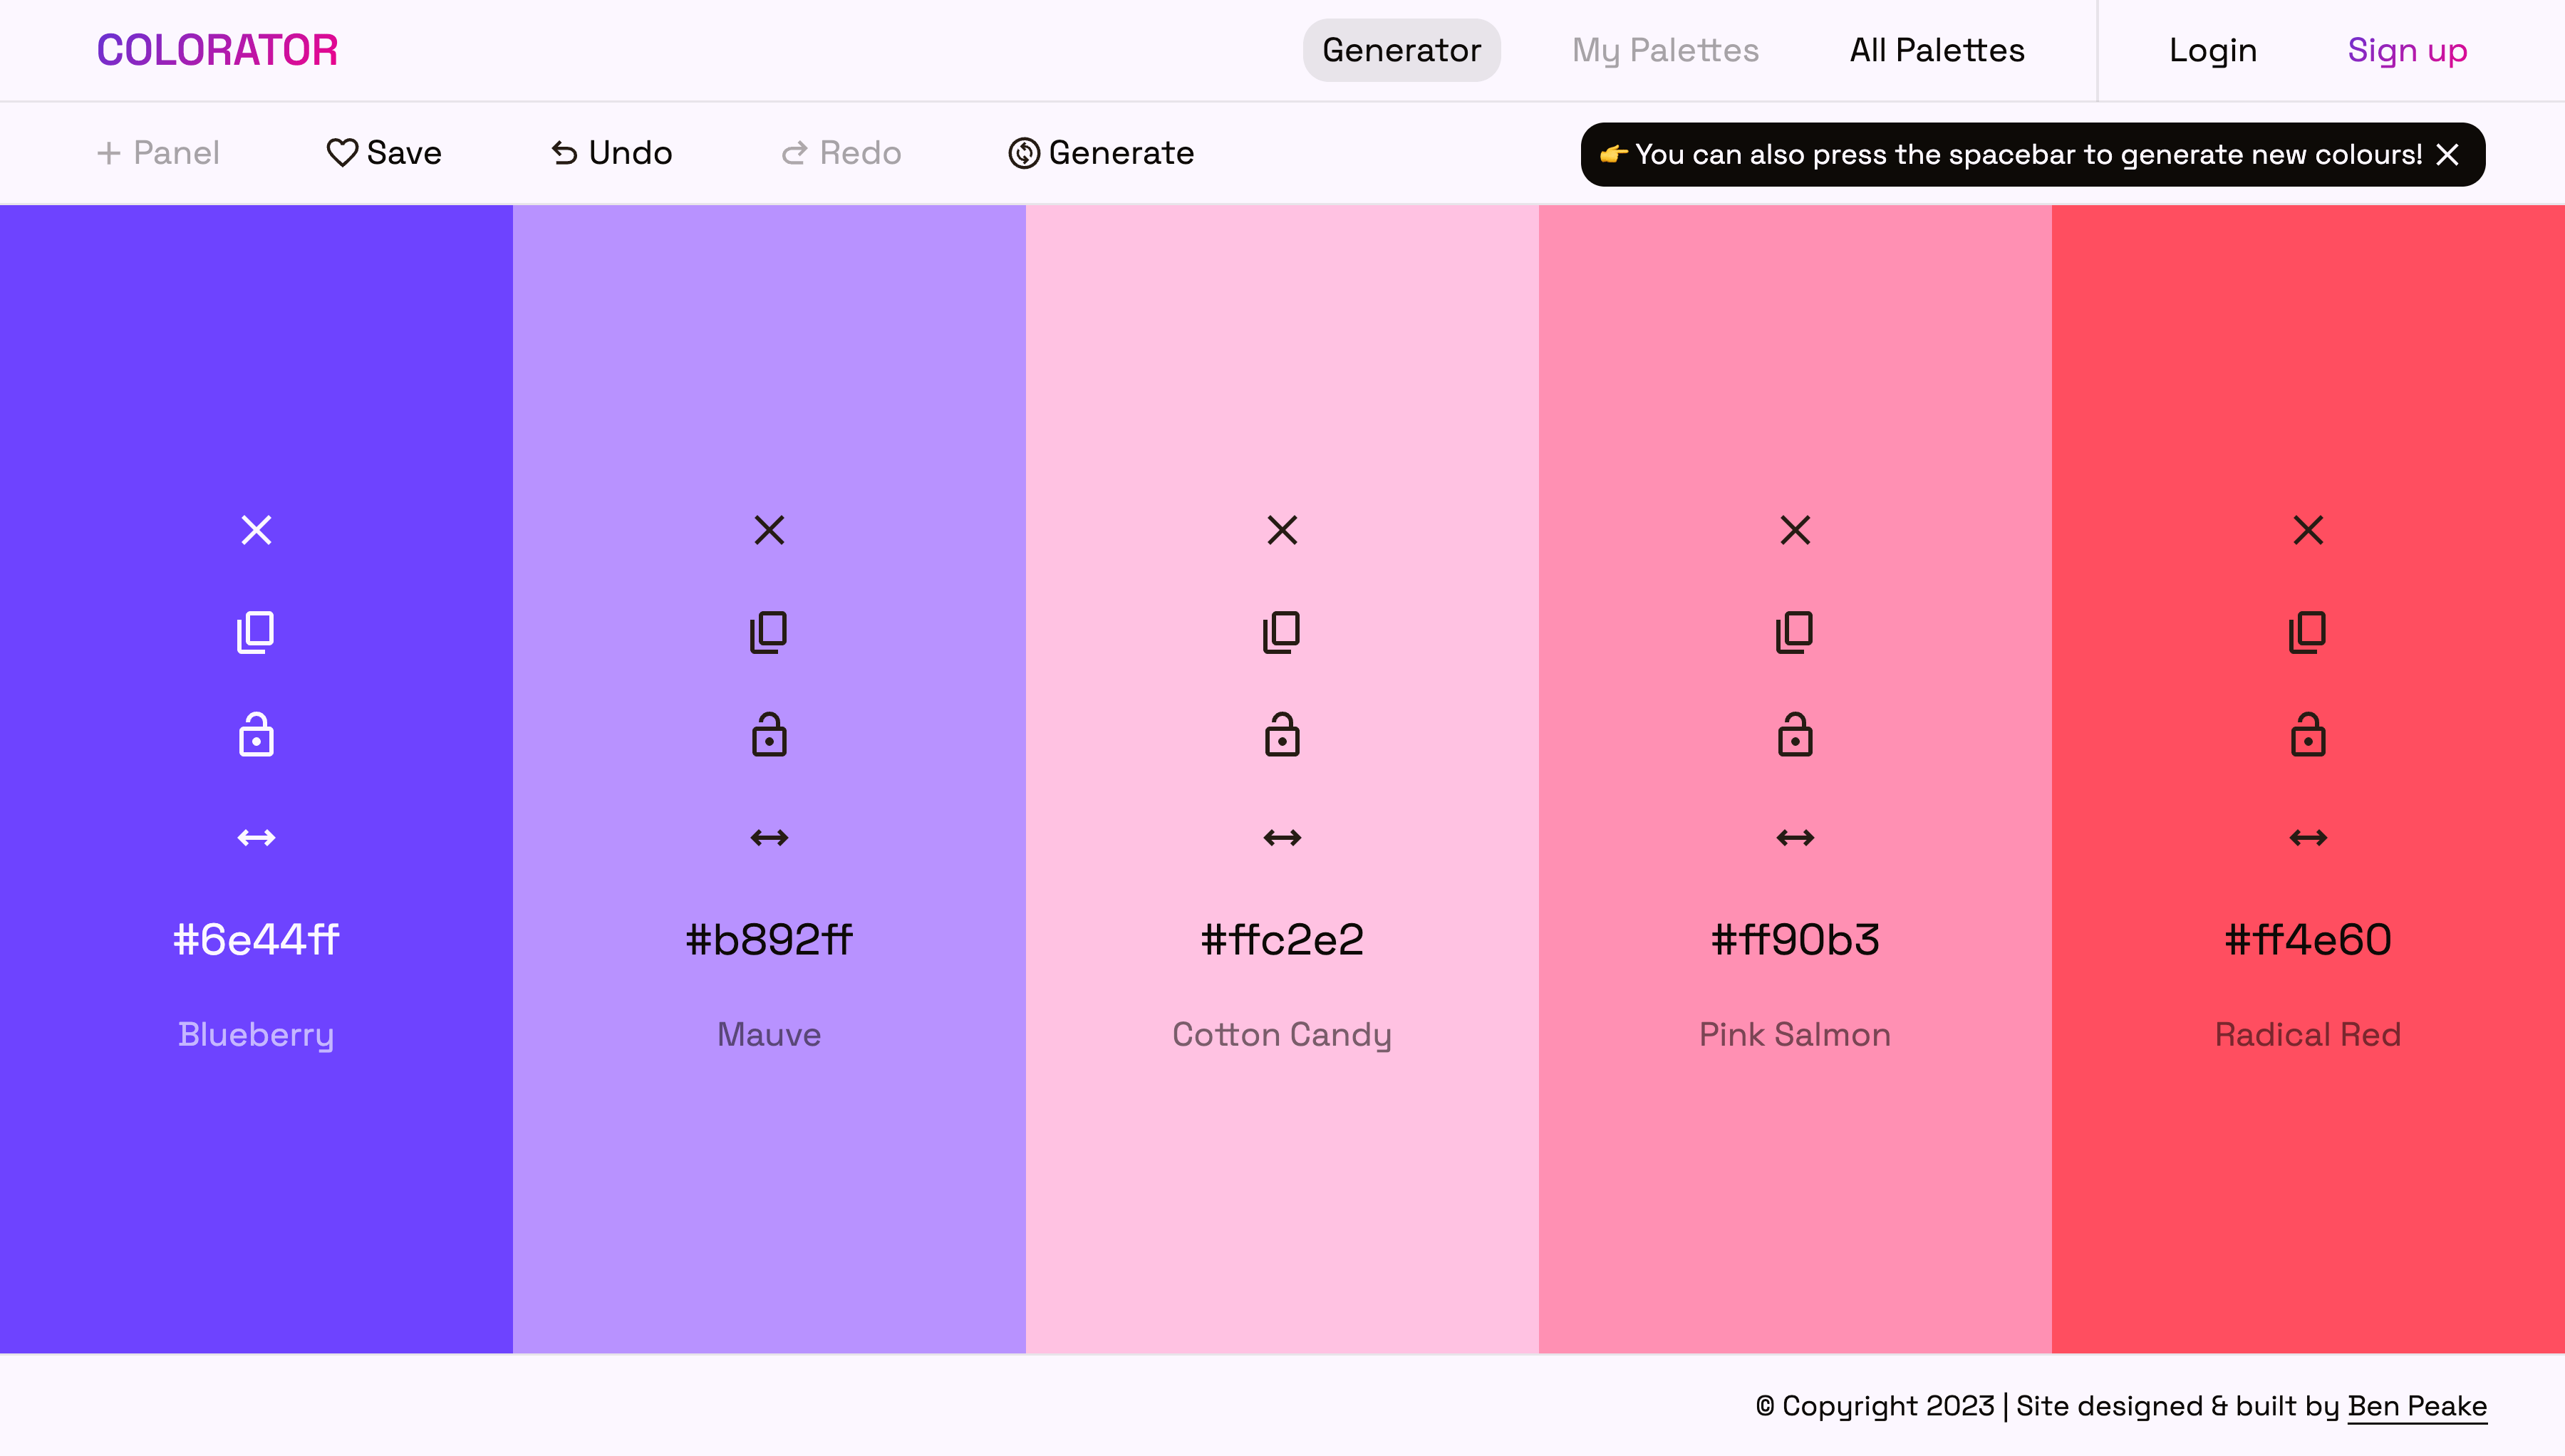 COLORATOR
Generator
My Palettes
All Palettes
Login
Sign up
Panel
Save
Undo
Redo
Generate
👉 You can also press the spacebar to generate new colours!
#6e44ff
Blueberry
#b892ff
Mauve
#ffc2e2
Cotton Candy
#ff90b3
Pink Salmon
#ff4e60
Radical Red
© Copyright 2023 | Site designed & built by Ben Peake